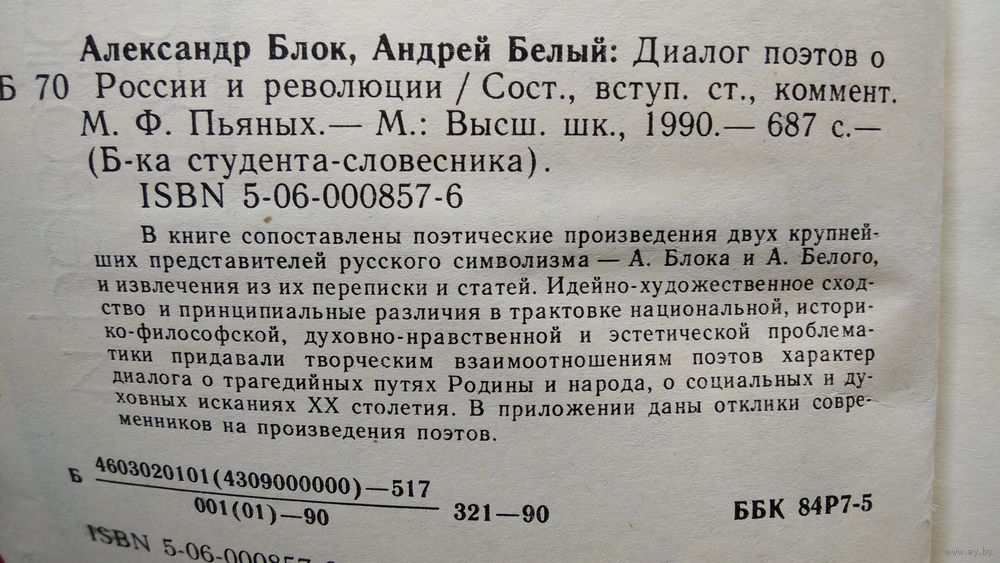 Александр Блок, Андрей Белый: Диалог поэтов о
Б 70 России и революции / Сост., вступ. ст., коммент.
М. Ф. Пьяных.— М.: Высш. шк., 1990.— 687 с.—
(Б-ка студента-словесника).
ISBN 5-06-000857-6
В книге сопоставлены поэтические произведения двух крупней-
ших представителей русского символизма — А. Блока и А. Белого,
и извлечения из их переписки и статей. Идейно-художественное сход-
ство и принципиальные различия в трактовке национальной, истори-
ко-философской, духовно-нравственной и эстетической проблема-
тики придавали творческим взаимоотношениям поэтов характер
диалога о трагедийных путях Родины и народа, о социальных и ду-
ховных исканиях XX столетия. В приложении даны отклики совре-
менников на произведения поэтов.
Б 4603020101(4309000000)—517
001(01)—90 321—90 ББК 84Р7-5
ISBN 5-06-000857-6
www.ay.by